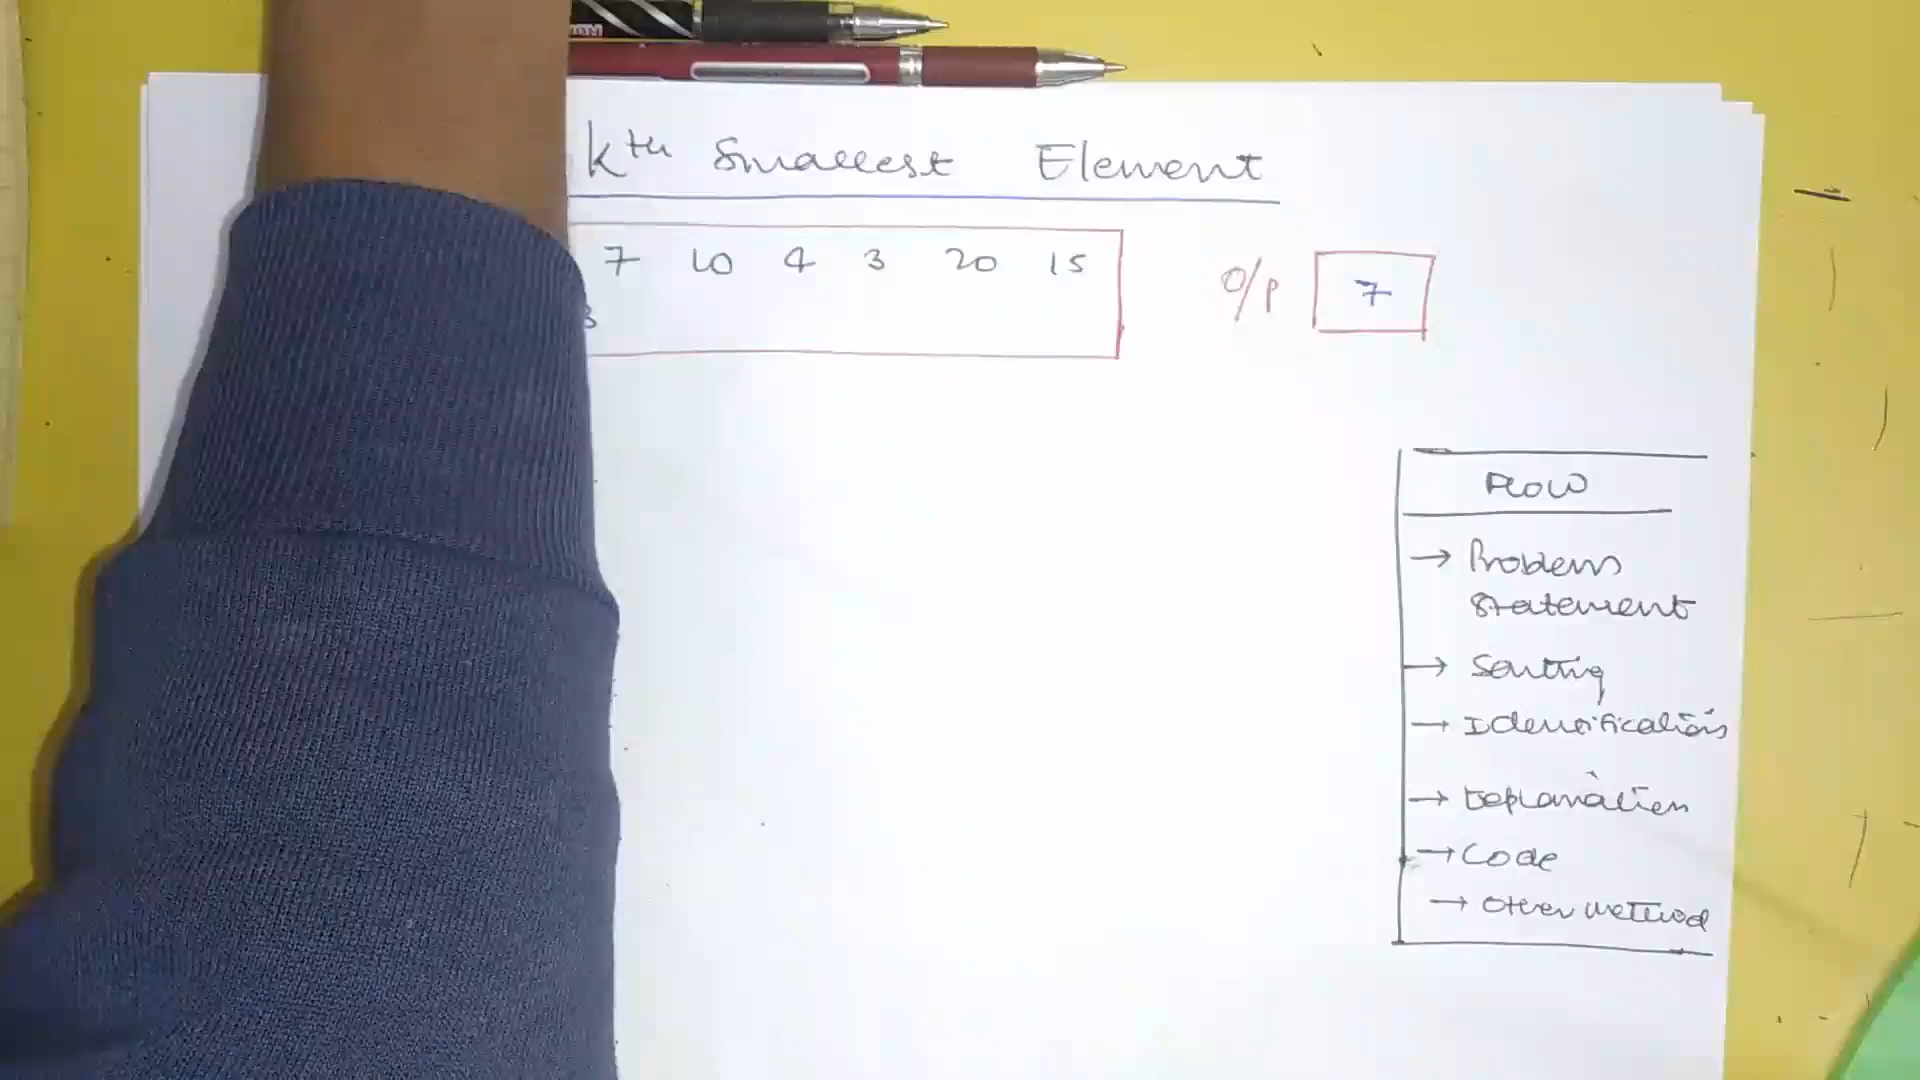 kth Smallest Element
7 10 4 3 20 15
3
O/P 7
Flow
→ Problem
Statement
→ Sorting
→ Identification
→ Explanation
→ Code
→ Other method